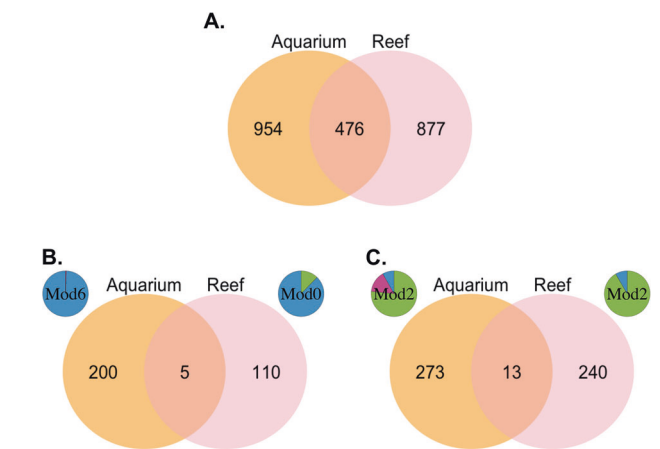 A.
Aquarium Reef
954 476 877
B. C.
Mod6 Aquarium Reef Mod0 Mod2 Aquarium Reef Mod2
200 5 110 273 13 240